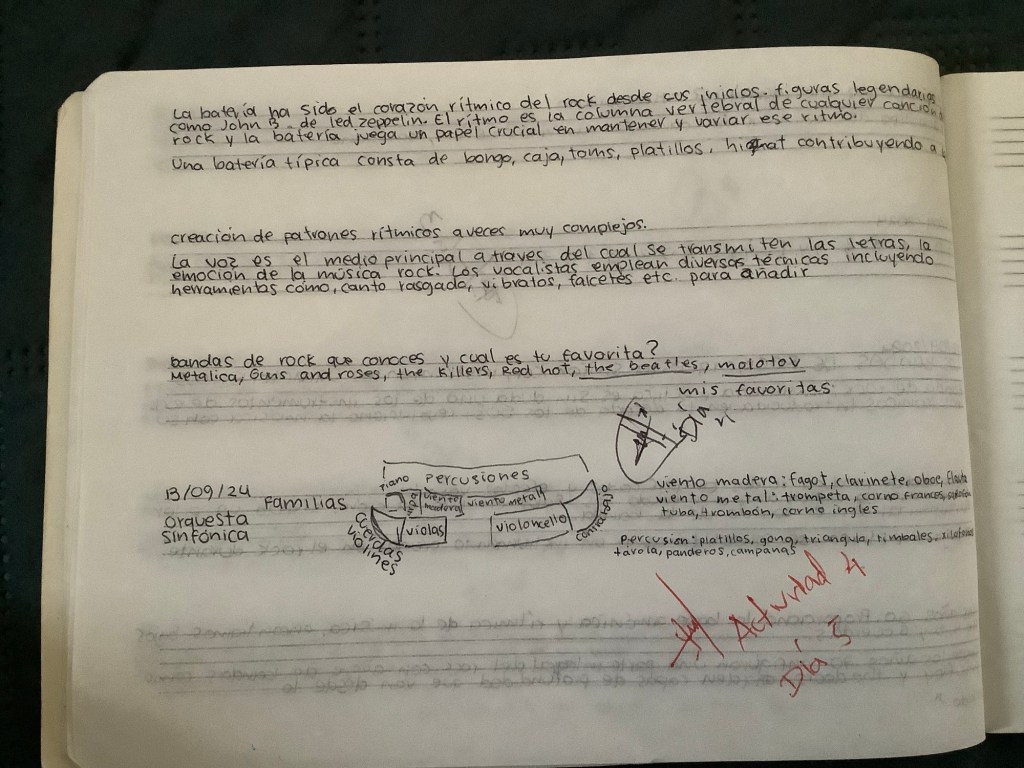 La batería ha sido el corazón rítmico del rock desde sus inicios. figuras legendarias
como John B. de led zeppelin. El rítmo es la columna vertebral de cualquier canción
rock y la batería juega un papel crucial en mantener y variar ese rítmo.
Una batería típica consta de bongo, caja, toms, platillos, contribuyendo a
creación de patrones rítmicos aveces muy complejos.
La voz es el medio principal a traves del cual se transmiten las letras, la
emoción de la música rock. Los vocalistas emplean diversas técnicas incluyendo
herramientas como, canto rasgado, vibratos, falcetes etc. para añadir
bandas de rock que conoces y cual es tu favorita?
Metalica, Guns and roses, the killers, Red hot, the beatles, molotov
mis favoritas
Día
13/09/24
orquesta
sinfónica
Familias
Piano
Percusiones
viento
madera
viento metal
Cuerdas
violines
violas
violoncello
contrabajo
viento madera: fagot, clarinete, oboe, flauta
viento metal: trompeta, corno frances,
tuba, trombón, corno ingles
percusion: platillos, gong, triangulo, timbales, xilofono
tarola, panderos, campanas
Actividad 4
Día 5